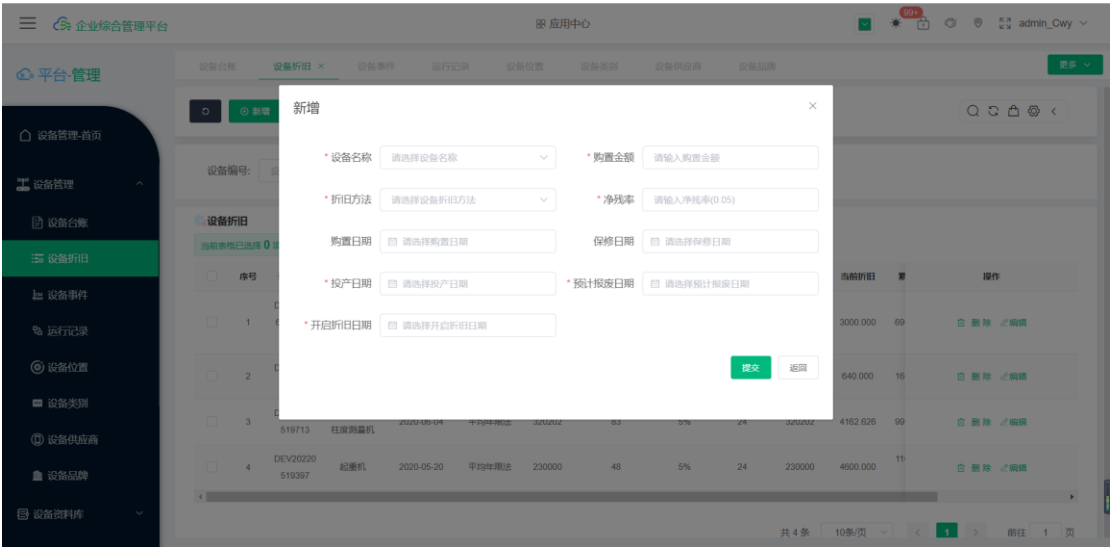 企业综合管理平台
应用中心
99+
admin_Cwy
平台-管理
设备台账 设备折旧 × 设备事件 运行记录 设备位置 设备类别 设备供应商 设备品牌 更多
新增
新增 ×
设备管理-首页
设备编号:
* 设备名称 请选择设备名称 * 购置金额 请输入购置金额
设备管理
* 折旧方法 请选择设备折旧方法 * 净残率 请输入净残率(0.05)
设备台账
设备折旧
购置日期 请选择购置日期 保修日期 请选择保修日期
当前表格已选择 0
设备折旧
* 投产日期 请选择投产日期 * 预计报废日期 请选择预计报废日期
序号 当前折旧 操作
设备事件
* 开启折旧日期 请选择开启折旧日期
1 3000.000 69 删除 编辑
运行记录
提交 返回
设备位置
2 640.000 16 删除 编辑
设备类别
3 519713 柱度测量机 2020-06-04 平均年限法 320202 83 5% 24 320202 4162.626 99 删除 编辑
设备供应商
4 DEV20220
519397 起重机 2020-05-20 平均年限法 230000 48 5% 24 230000 4600.000 11 删除 编辑
设备品牌
设备资料库
共 4 条 10条/页 1 前往 1 页